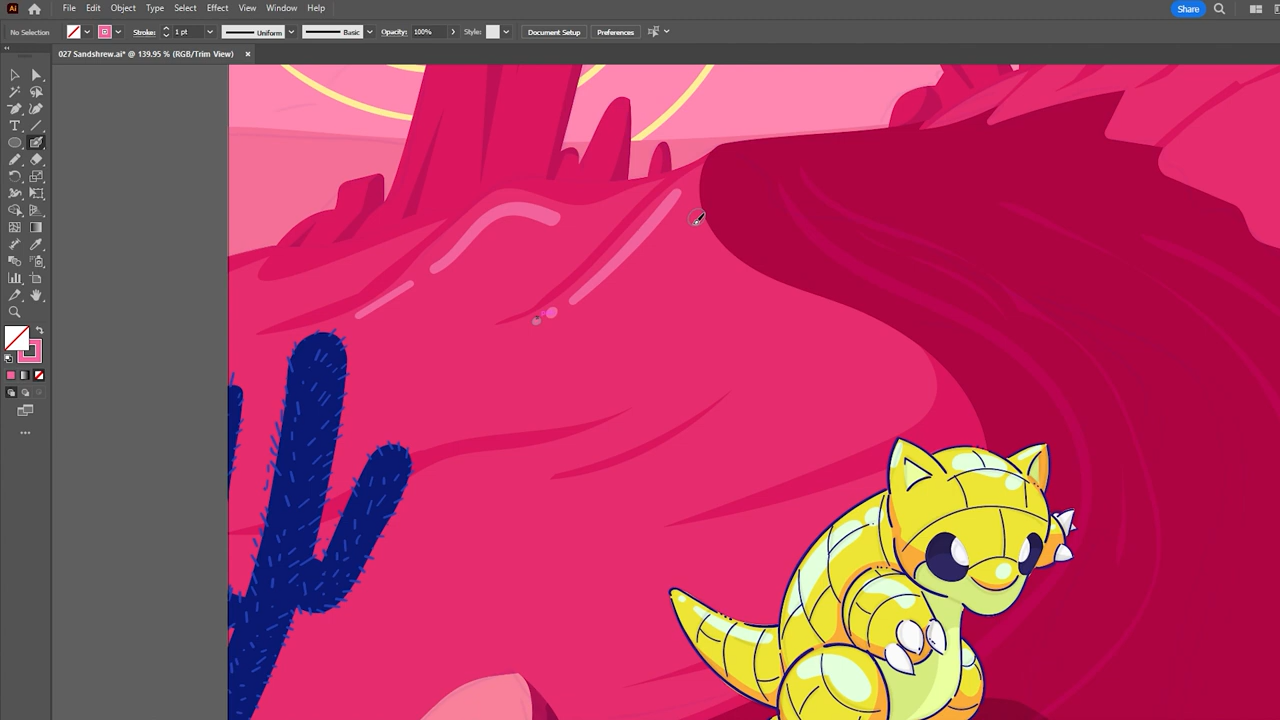 Ai File Edit Object Type Select Effect View Window Help Share
No Selection Stroke: 1 pt Uniform Basic Opacity: 100% Style: Document Setup Preferences
027 Sandshrew.ai* @ 139.95 % (RGB/Trim View) ×